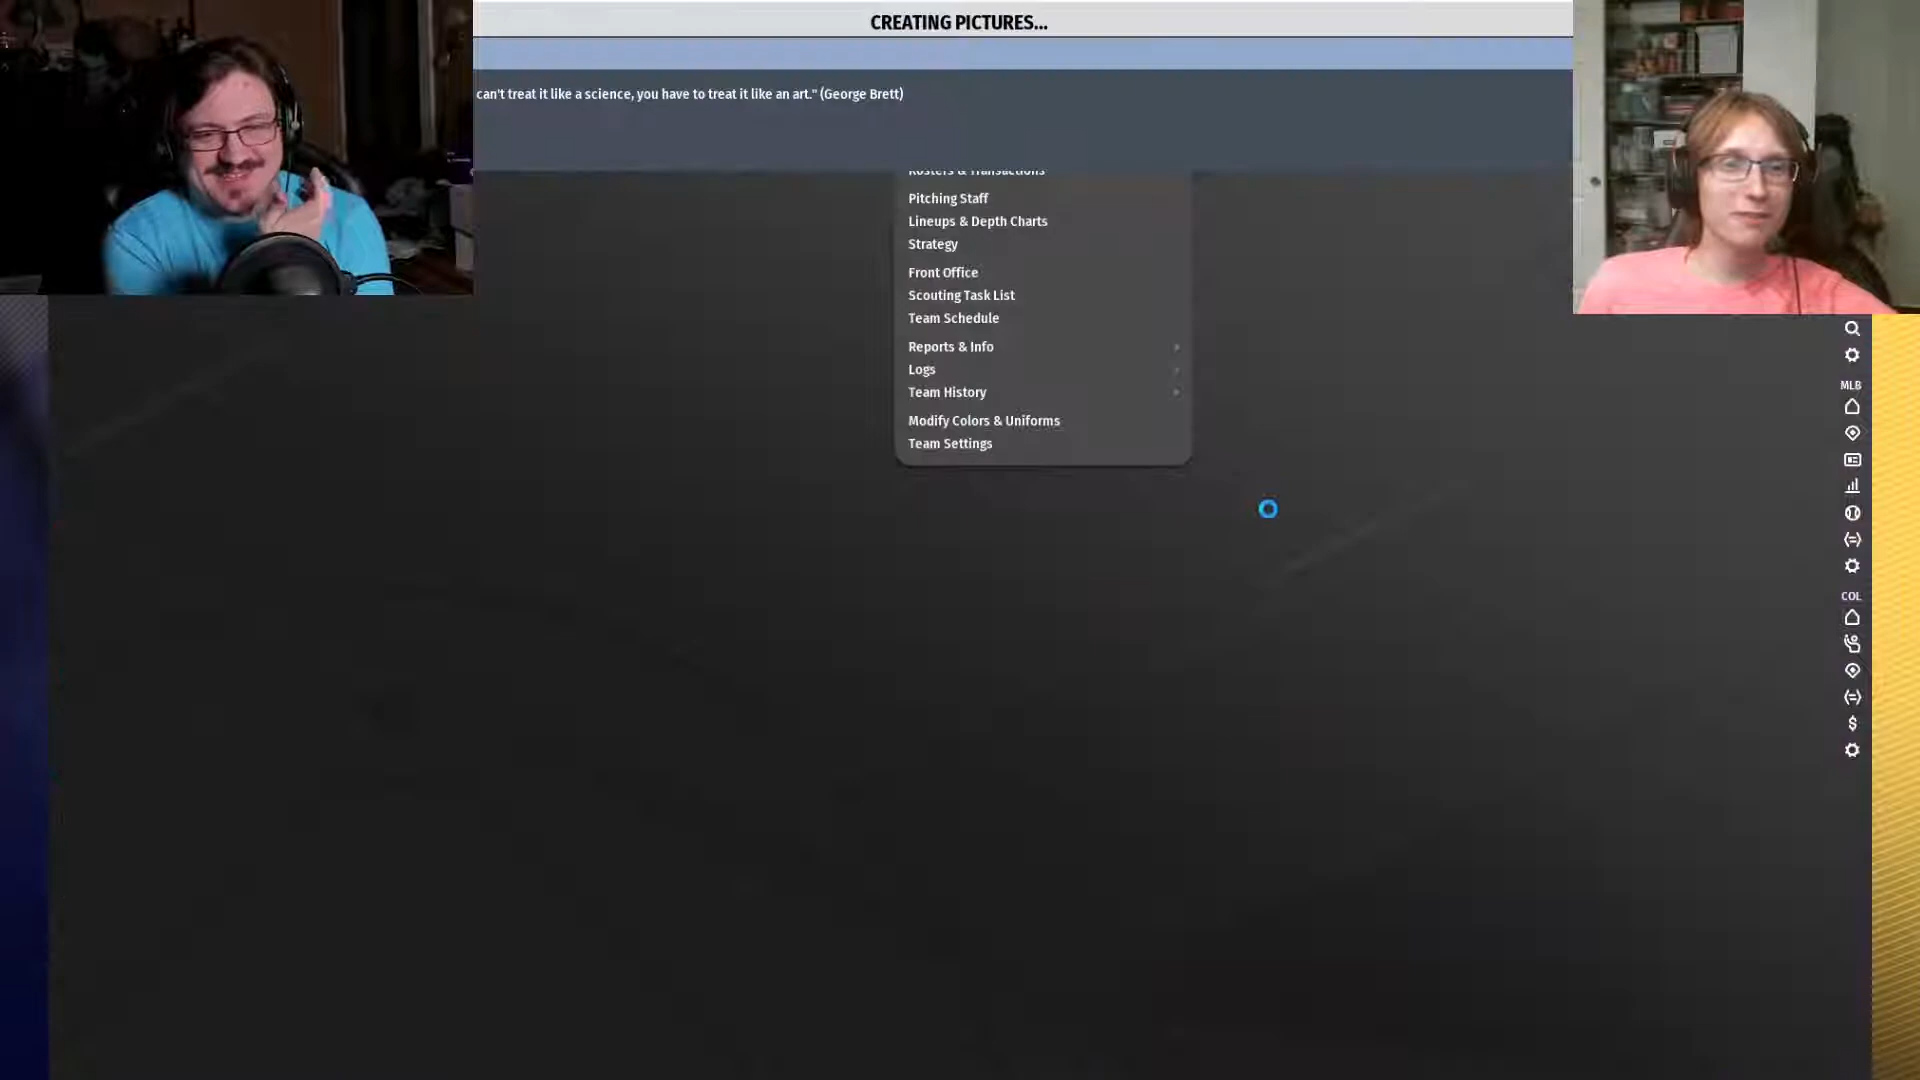 CREATING PICTURES...
can't treat it like a science, you have to treat it like an art." (George Brett)
Rosters & Transactions
Pitching Staff
Lineups & Depth Charts
Strategy
Front Office
Scouting Task List
Team Schedule
Reports & Info
Logs
Team History
Modify Colors & Uniforms
Team Settings
MLB
COL